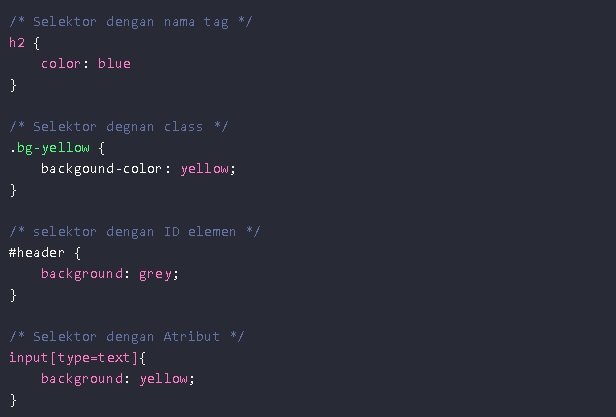 /* Selektor dengan nama tag */
h2 {
    color: blue
}

/* Selektor degnan class */
.bg-yellow {
    backgound-color: yellow;
}

/* selektor dengan ID elemen */
#header {
    background: grey;
}

/* Selektor dengan Atribut */
input[type=text]{
    background: yellow;
}